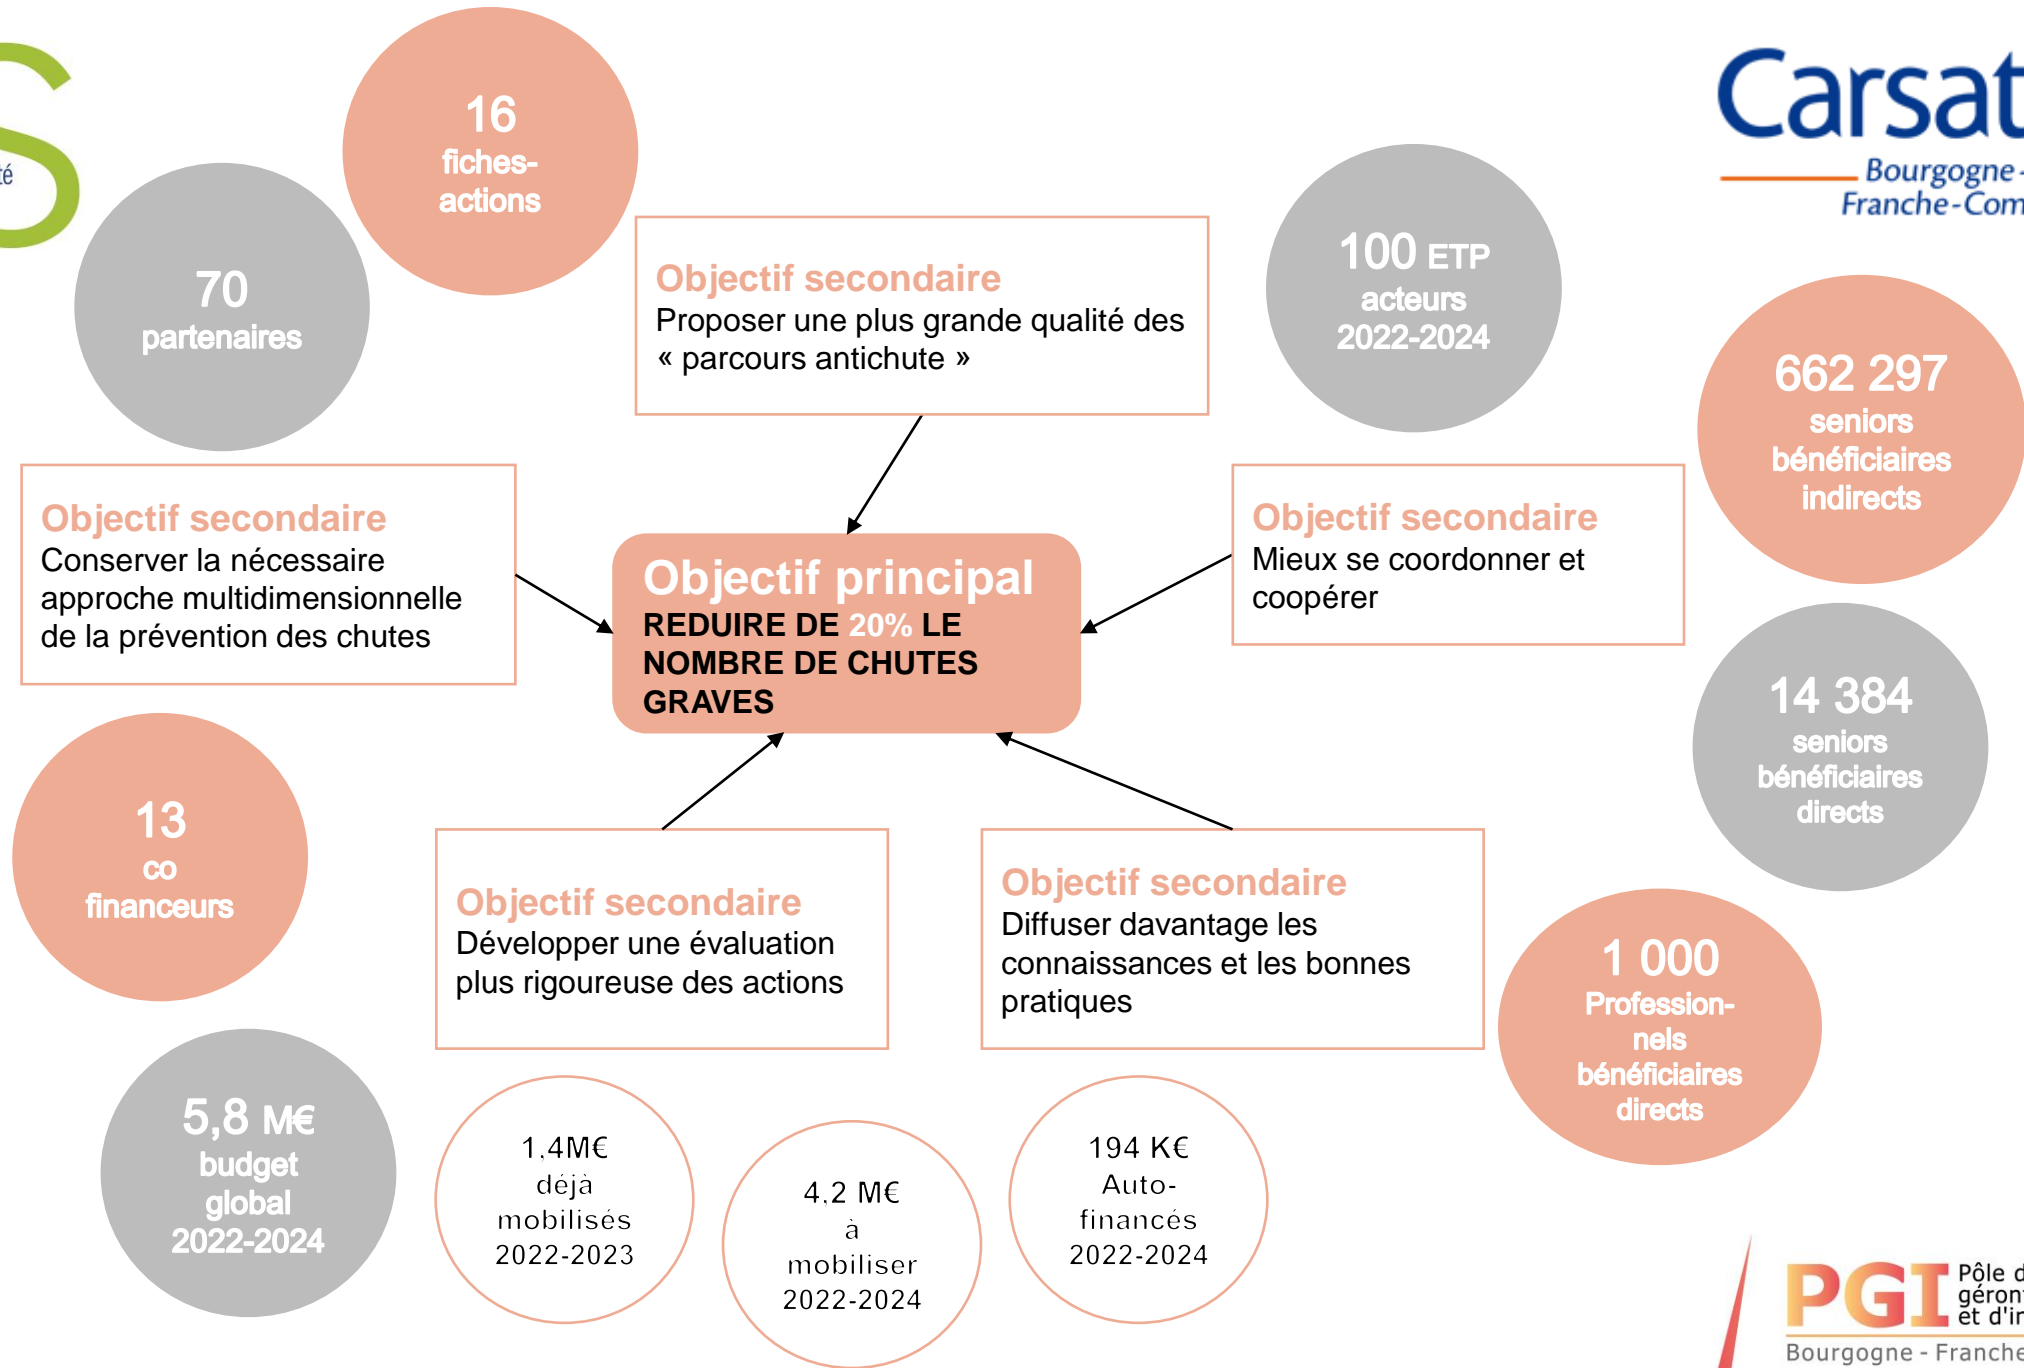 té
16
fiches-
actions
Carsat
Bourgogne -
Franche-Com
70
partenaires
Objectif secondaire
Proposer une plus grande qualité des
« parcours antichute »
100 ETP
acteurs
2022-2024
662 297
seniors
bénéficiaires
indirects
Objectif secondaire
Conserver la nécessaire
approche multidimensionnelle
de la prévention des chutes
Objectif principal
REDUIRE DE 20% LE
NOMBRE DE CHUTES
GRAVES
Objectif secondaire
Mieux se coordonner et
coopérer
14 384
seniors
bénéficiaires
directs
13
co
financeurs
Objectif secondaire
Développer une évaluation
plus rigoureuse des actions
Objectif secondaire
Diffuser davantage les
connaissances et les bonnes
pratiques
1 000
Profession-
nels
bénéficiaires
directs
5,8 M€
budget
global
2022-2024
1,4M€
déjà
mobilisés
2022-2023
4,2 M€
à
mobiliser
2022-2024
194 K€
Auto-
financés
2022-2024
PGI
Pôle d
géront
et d'in
Bourgogne - Franche